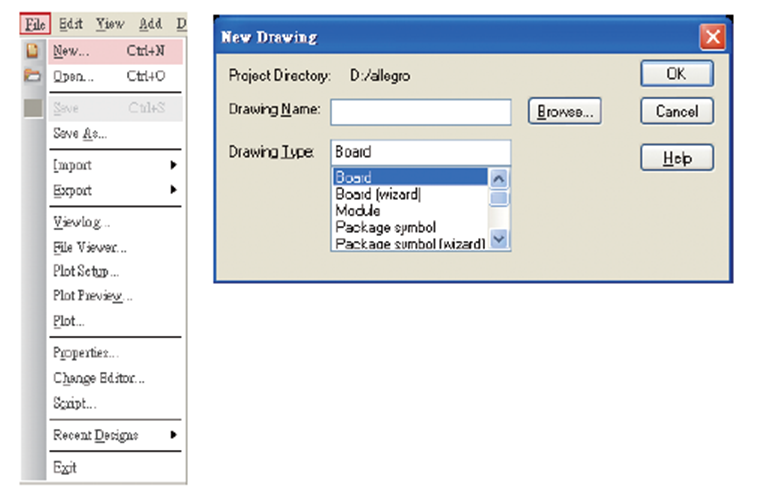 File Edit View Add D
New... Ctrl+N
Open... Ctrl+O
Save Ctrl+S
Save As...
Import
Export
Viewlog...
File Viewer...
Plot Setup...
Plot Preview...
Plot...
Properties...
Change Editor...
Script...
Recent Designs
Exit
New Drawing
Project Directory: D:/allegro
OK
Drawing Name:
Browse...
Cancel
Drawing Type: Board
Help
Board
Board (wizard)
Module
Package symbol
Package symbol (wizard)